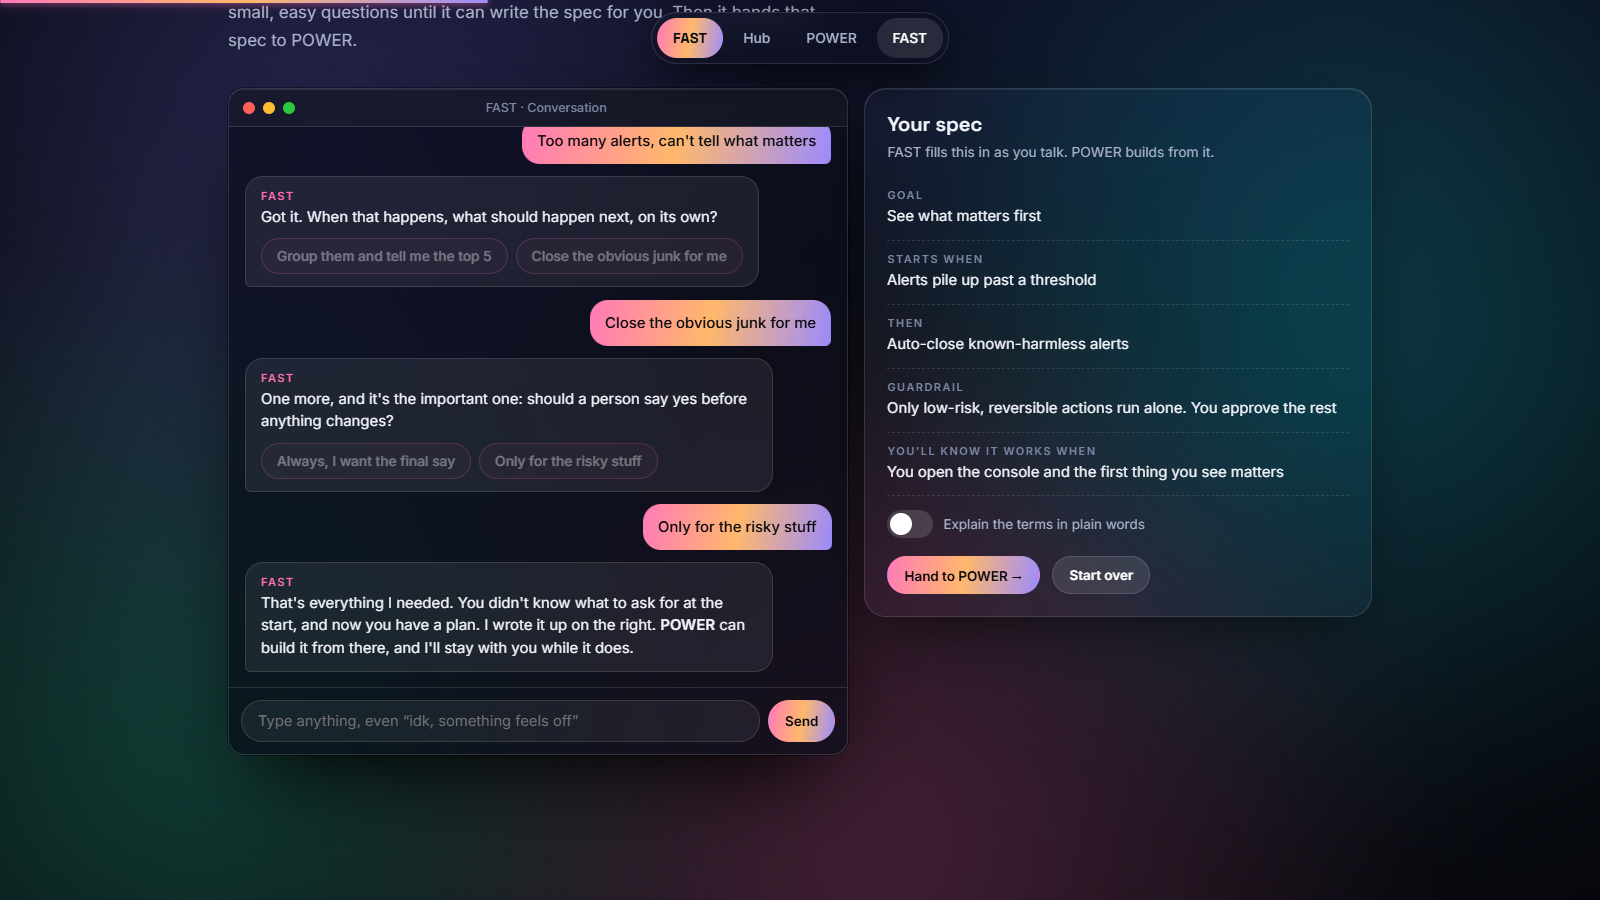 small, easy questions until it can write the spec for you. Then it hands that
spec to POWER.
FAST
Hub
POWER
FAST
FAST · Conversation
Too many alerts, can't tell what matters
FAST
Got it. When that happens, what should happen next, on its own?
Group them and tell me the top 5
Close the obvious junk for me
Close the obvious junk for me
FAST
One more, and it's the important one: should a person say yes before
anything changes?
Always, I want the final say
Only for the risky stuff
Only for the risky stuff
FAST
That's everything I needed. You didn't know what to ask for at the
start, and now you have a plan. I wrote it up on the right. POWER can
build it from there, and I'll stay with you while it does.
Type anything, even “idk, something feels off”
Send
Your spec
FAST fills this in as you talk. POWER builds from it.
GOAL
See what matters first
STARTS WHEN
Alerts pile up past a threshold
THEN
Auto-close known-harmless alerts
GUARDRAIL
Only low-risk, reversible actions run alone. You approve the rest
YOU'LL KNOW IT WORKS WHEN
You open the console and the first thing you see matters
Explain the terms in plain words
Hand to POWER →
Start over